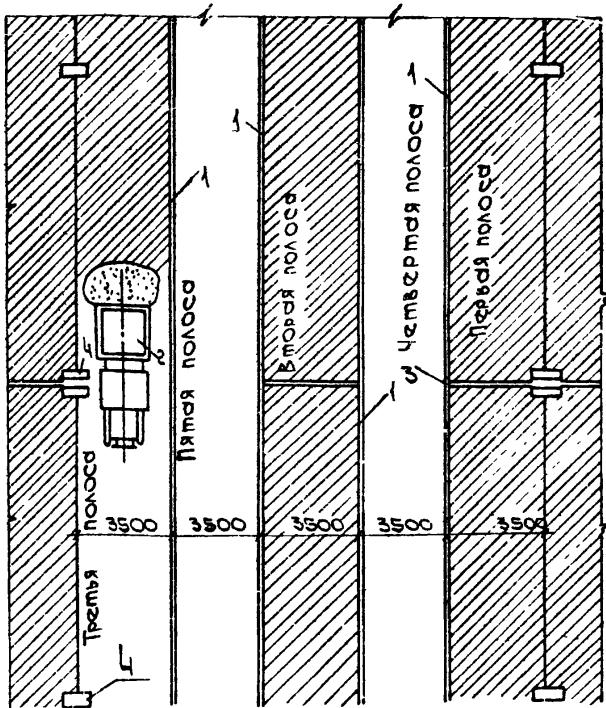 1
1
1
Четвертая полоса
Первая полоса
Вторая полоса
Пятая полоса
2
4
3
1
3500
3500
3500
3500
3500
Третья полоса
4